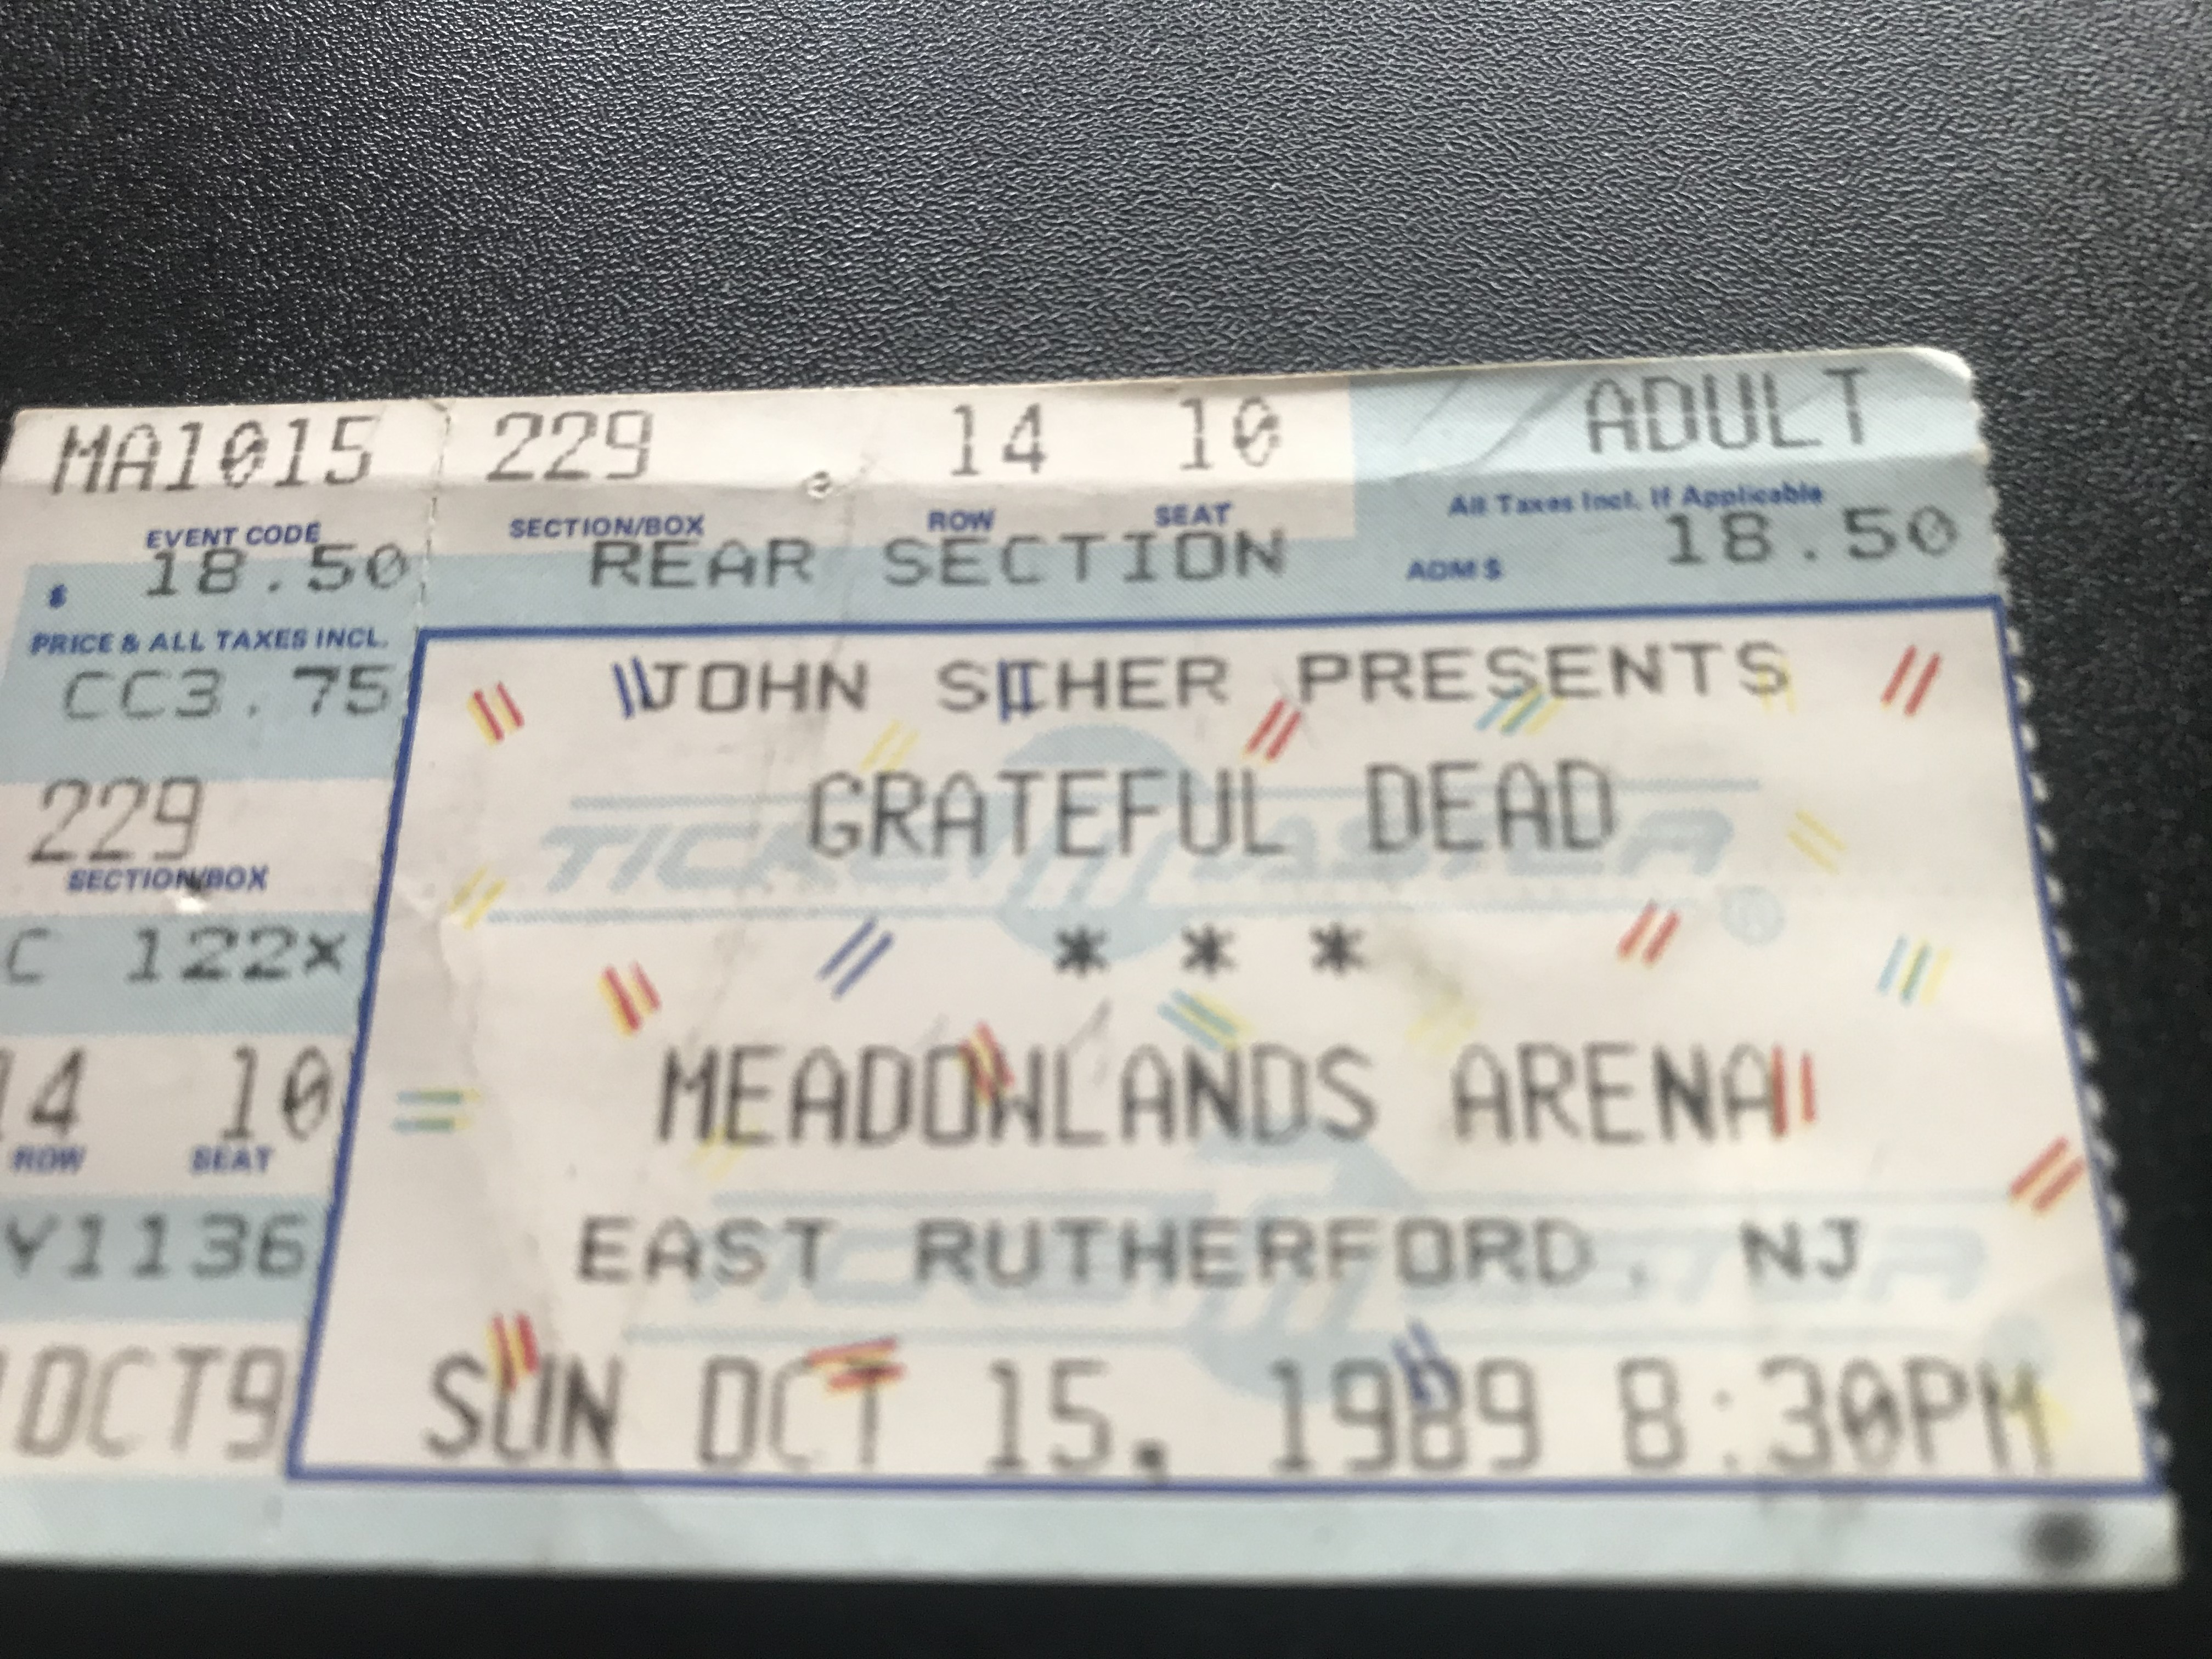 MA1015 229 14 10 ADULT
EVENT CODE SECTION/BOX ROW SEAT All Taxes Incl. If Applicable
$ 18.50 REAR SECTION ADM $ 18.50
PRICE & ALL TAXES INCL.
CC3.75
229
SECTION/BOX
C 122X
14 10
ROW SEAT
Y1136
OCT9
JOHN SCHER PRESENTS
GRATEFUL DEAD
TICKETMASTER®
* * *
MEADOWLANDS ARENA
EAST RUTHERFORD, NJ
TICKETMASTER
SUN OCT 15, 1989 8:30PM